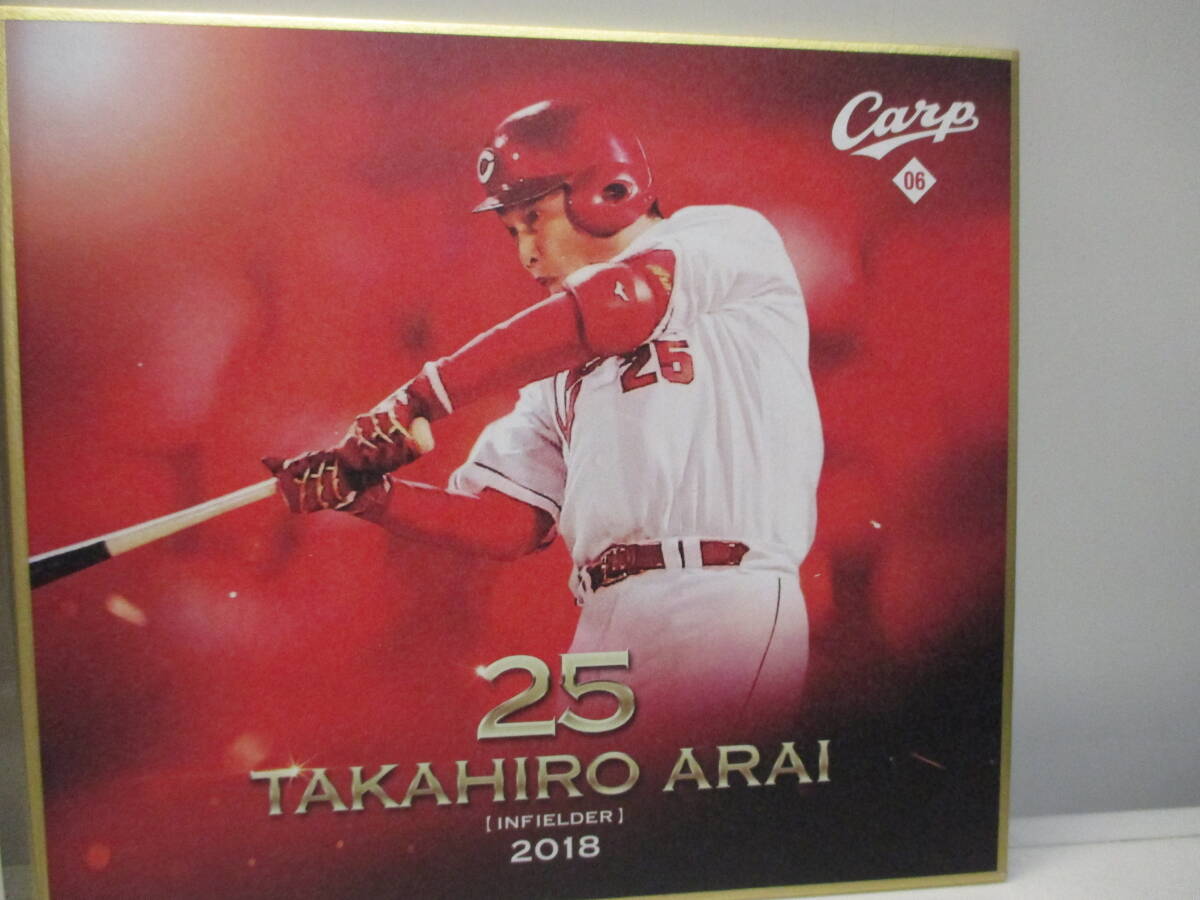 Carp
06
C
25
25
TAKAHIRO ARAI
[INFIELDER]
2018